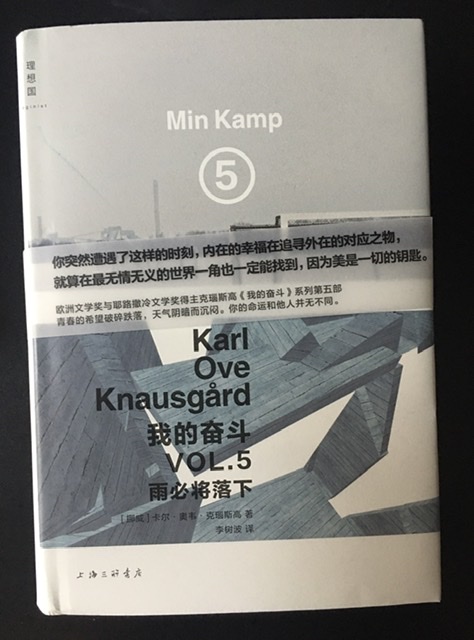 理想国
Min Kamp
5
你突然遭遇了这样的时刻，内在的幸福在追寻外在的对应之物，
就算在最无情无义的世界一角也一定能找到，因为美是一切的钥匙。
欧洲文学奖与耶路撒冷文学奖得主克瑙斯高《我的奋斗》系列第五部
青春的希望破碎跌落，天气阴暗而沉闷。你的命运和他人并无不同。
Karl
Ove
Knausgård
我的奋斗
VOL.5
雨必将落下
［挪威］卡尔·奥韦·克瑙斯高 著
李树波 译
上海三联书店